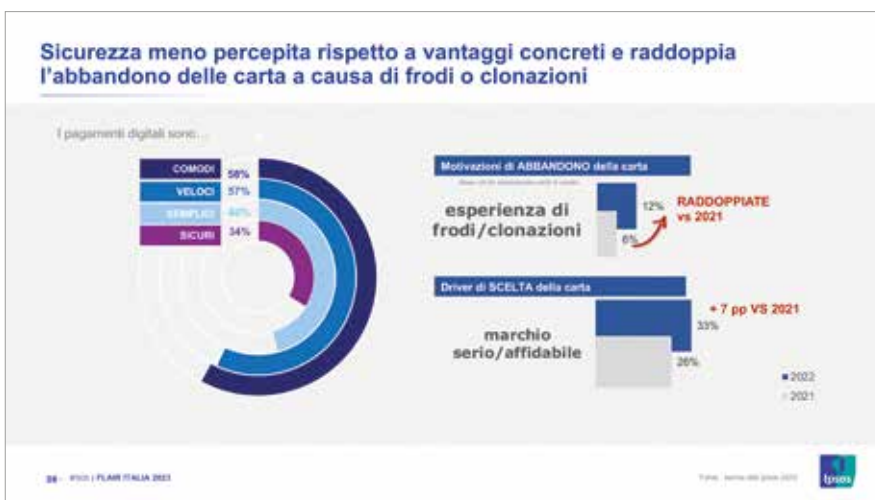 Sicurezza meno percepita rispetto a vantaggi concreti e raddoppia
l'abbandono delle carta a causa di frodi o clonazioni
I pagamenti digitali sono…
COMODI 58%
VELOCI 57%
SEMPLICI
SICURI 34%
Motivazioni di ABBANDONO della carta
esperienza di
frodi/clonazioni
12%
6%
RADDOPPIATE
vs 2021
Driver di SCELTA della carta
marchio
serio/affidabile
33%
26%
+ 7 pp VS 2021
2022
2021
Ipsos | FLAIR ITALIA 2023
Ipsos